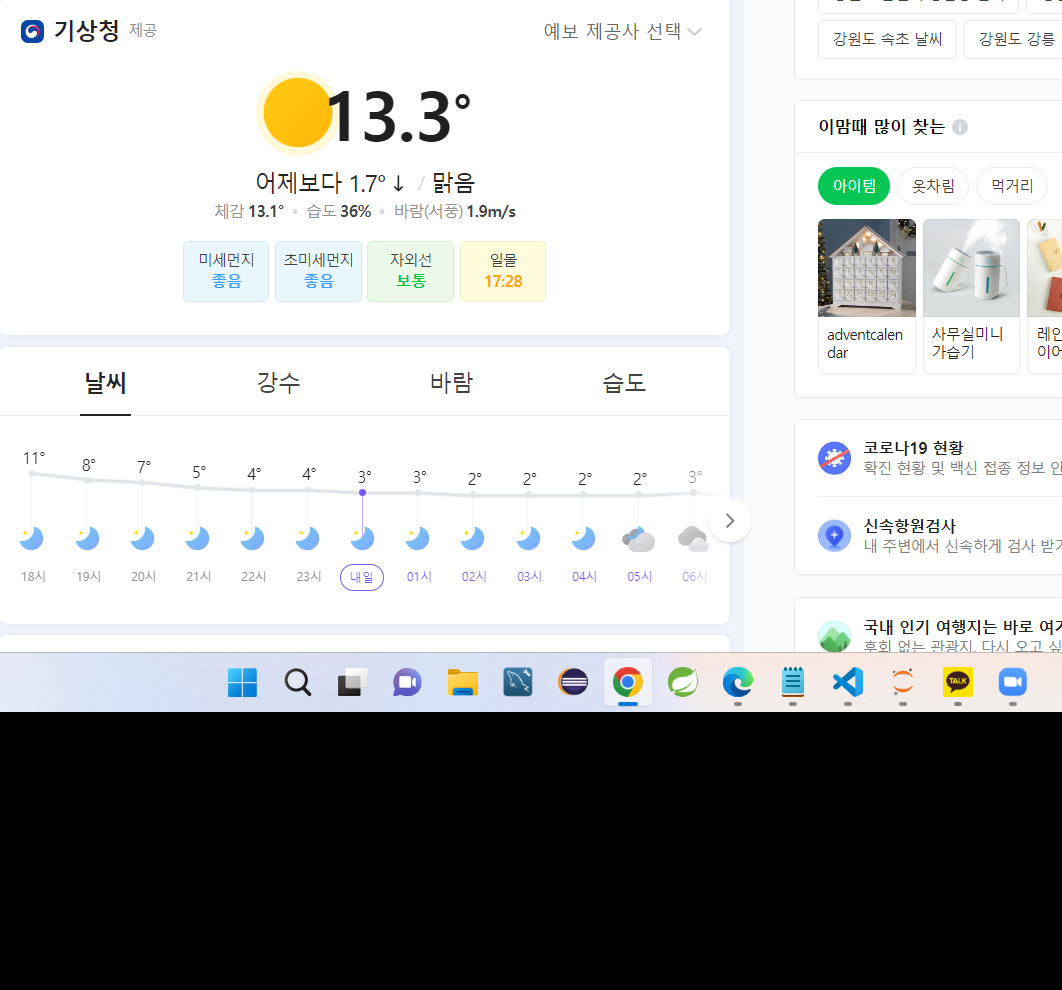 기상청 제공
예보 제공사 선택
13.3°
어제보다 1.7° ↓ / 맑음
체감 13.1° • 습도 36% • 바람(서풍) 1.9m/s
미세먼지
좋음
초미세먼지
좋음
자외선
보통
일몰
17:28
날씨 강수 바람 습도
11° 8° 7° 5° 4° 4° 3° 3° 2° 2° 2° 2° 3°
18시 19시 20시 21시 22시 23시 내일 01시 02시 03시 04시 05시 06시
강원도 속초 날씨
강원도 강릉
이맘때 많이 찾는
아이템 옷차림 먹거리
adventcalen
dar
사무실미니
가습기
코로나19 현황
확진 현황 및 백신 접종 정보
신속항원검사
내 주변에서 신속하게 검사 받기
국내 인기 여행지는 바로
후회 없는 관광지, 다시 오고
TALK